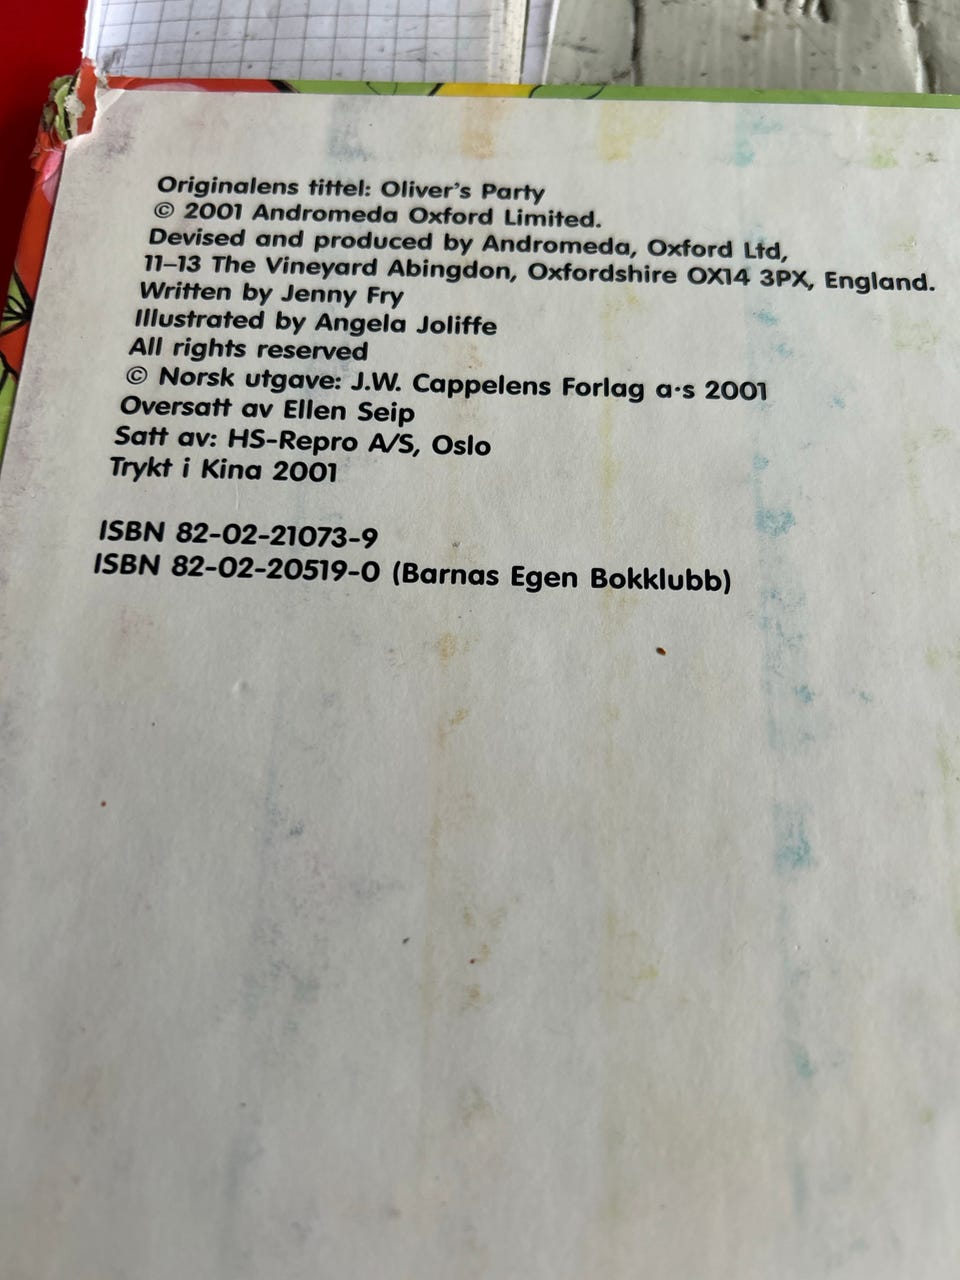 Originalens tittel: Oliver's Party
© 2001 Andromeda Oxford Limited.
Devised and produced by Andromeda, Oxford Ltd,
11–13 The Vineyard Abingdon, Oxfordshire OX14 3PX, England.
Written by Jenny Fry
Illustrated by Angela Joliffe
All rights reserved
© Norsk utgave: J.W. Cappelens Forlag a·s 2001
Oversatt av Ellen Seip
Satt av: HS-Repro A/S, Oslo
Trykt i Kina 2001
ISBN 82-02-21073-9
ISBN 82-02-20519-0 (Barnas Egen Bokklubb)